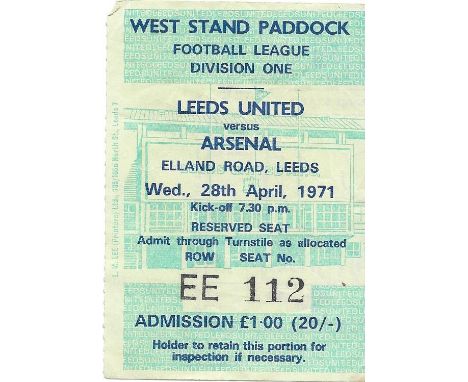 WEST STAND PADDOCK
FOOTBALL LEAGUE
DIVISION ONE
LEEDS UNITED
versus
ARSENAL
ELLAND ROAD, LEEDS
Wed., 28th April, 1971
Kick-off 7.30 p.m.
RESERVED SEAT
Admit through Turnstile as allocated
ROW SEAT No.
EE 112
ADMISSION £1·00 (20/-)
Holder to retain this portion for
inspection if necessary.